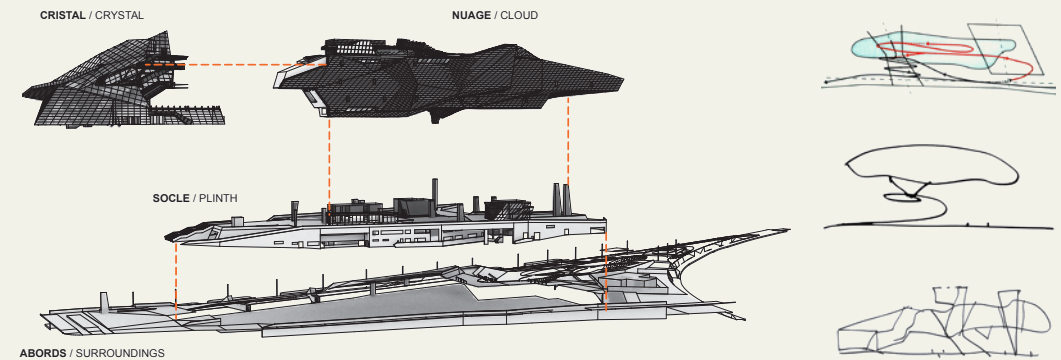 CRISTAL / CRYSTAL
NUAGE / CLOUD
SOCLE / PLINTH
ABORDS / SURROUNDINGS